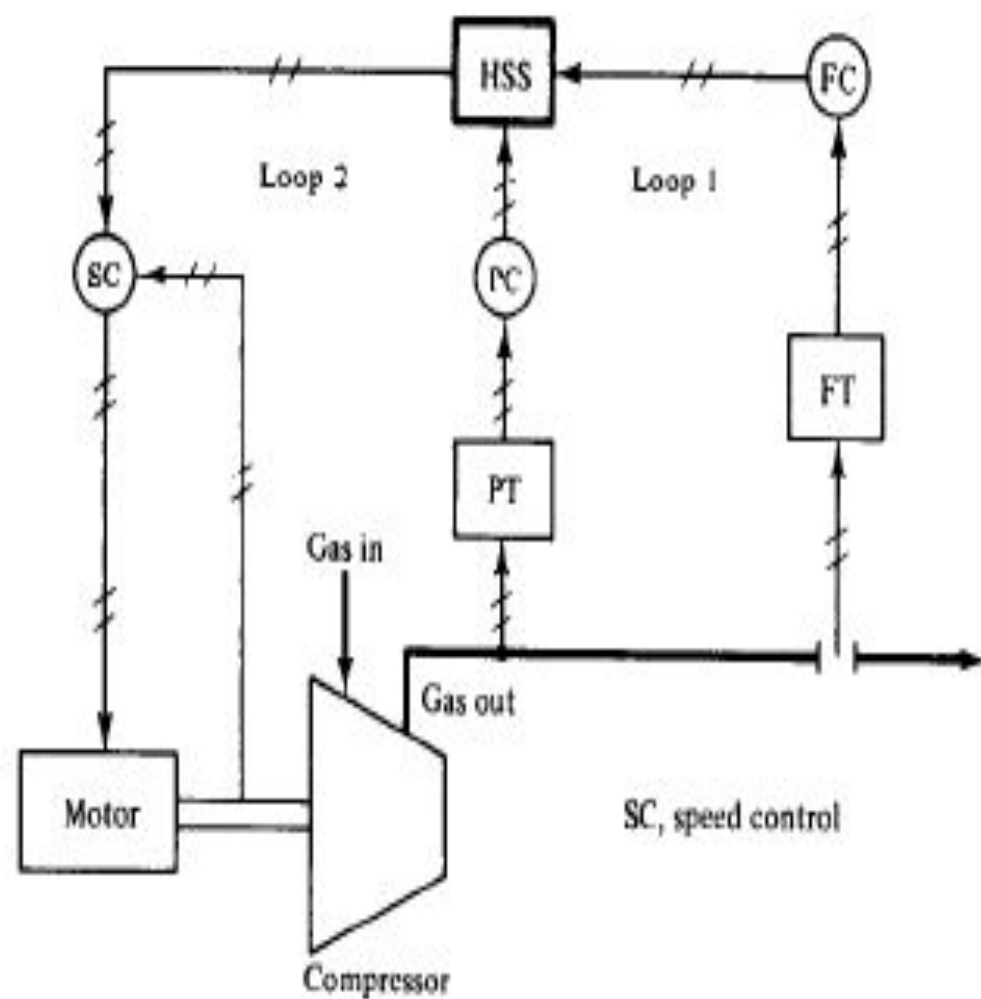 HSS
FC
Loop 2
Loop 1
SC
PC
FT
PT
Gas in
Gas out
Motor
SC, speed control
Compressor